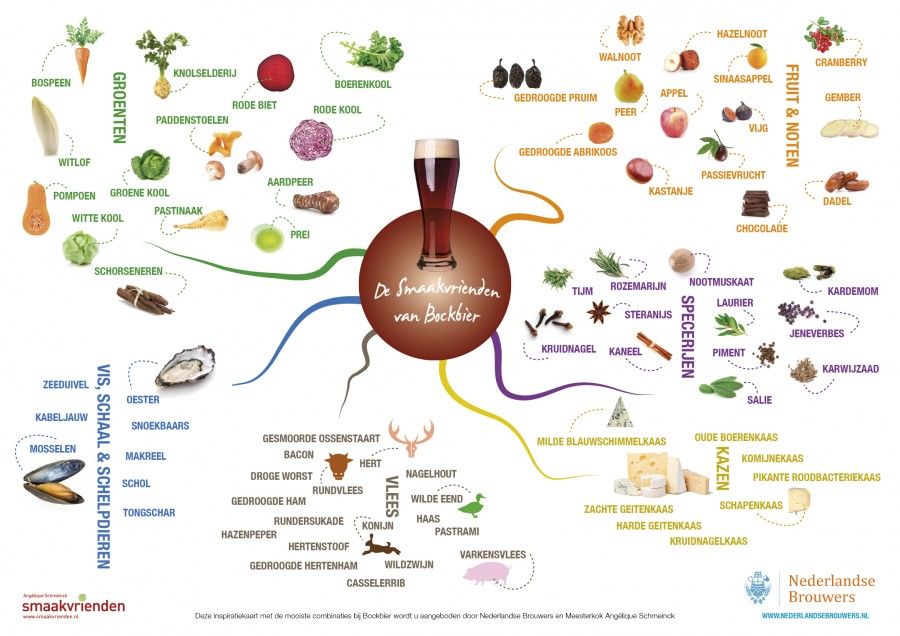 GROENTEN
BOSPEEN
KNOLSELDERIJ
RODE BIET
BOERENKOOL
PADDENSTOELEN
RODE KOOL
WITLOF
GROENE KOOL
AARDPEER
POMPOEN
WITTE KOOL
PASTINAAK
PREI
SCHORSENEREN
FRUIT & NOTEN
WALNOOT
HAZELNOOT
CRANBERRY
SINAASAPPEL
GEDROOGDE PRUIM
PEER
APPEL
GEMBER
VIJG
GEDROOGDE ABRIKOOS
PASSIEVRUCHT
KASTANJE
DADEL
CHOCOLADE
De Smaakvrienden
van Bockbier
SPECERIJEN
TIJM
ROZEMARIJN
NOOTMUSKAAT
KARDEMOM
STERANIJS
LAURIER
JENEVERBES
KRUIDNAGEL
KANEEL
PIMENT
KARWIJZAAD
SALIE
VIS, SCHAAL & SCHELPDIEREN
ZEEDUIVEL
OESTER
KABELJAUW
SNOEKBAARS
MOSSELEN
MAKREEL
SCHOL
TONGSCHAR
VLEES
GESMOORDE OSSENSTAART
BACON
HERT
DROGE WORST
RUNDVLEES
NAGELHOUT
GEDROOGDE HAM
WILDE EEND
RUNDERSUKADE
KONIJN
HAAS
HAZENPEPER
PASTRAMI
HERTENSTOOF
GEDROOGDE HERTENHAM
WILDZWIJN
VARKENSVLEES
CASSELERRIB
KAZEN
MILDE BLAUWSCHIMMELKAAS
OUDE BOERENKAAS
KOMIJNEKAAS
PIKANTE ROODBACTERIEKAAS
ZACHTE GEITENKAAS
SCHAPENKAAS
HARDE GEITENKAAS
KRUIDNAGELKAAS
Angélique Schmeinck
smaakvrienden
www.smaakvrienden.nl
Deze inspiratiekaart met de mooiste combinaties bij Bockbier wordt u aangeboden door Nederlandse Brouwers en Meesterkok Angélique Schmeinck
Nederlandse
Brouwers
WWW.NEDERLANDSEBROUWERS.NL